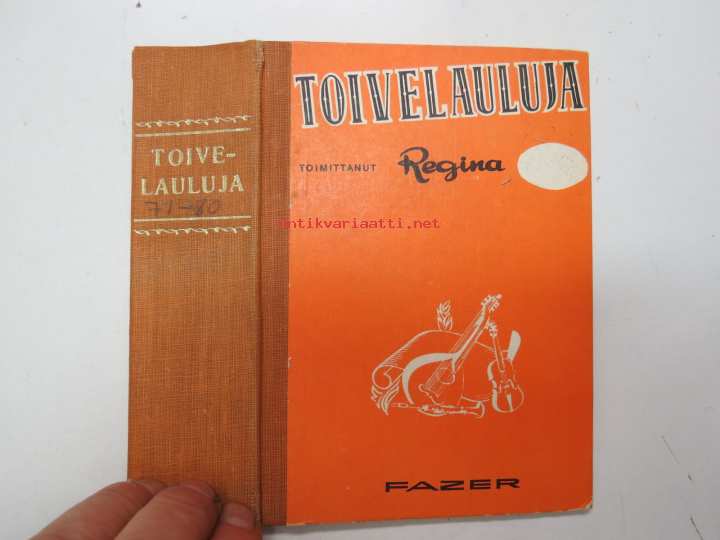 TOIVE-
LAULUJA
71-80
TOIVELAULUJA
TOIMITTANUT Regina
antikvariaatti.net
FAZER